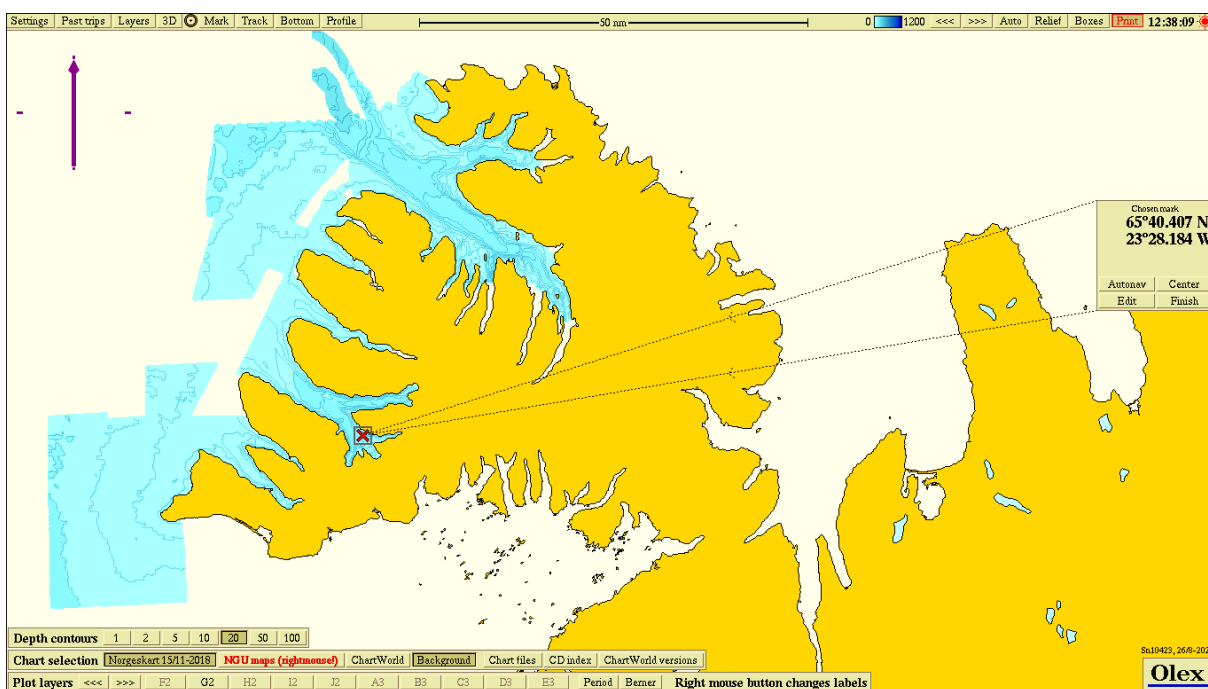 Settings Past trips Layers 3D Mark Track Bottom Profile 50 nm 0 1200 <<< >>> Auto Relief Boxes Print 12:38:09
Chosen mark
65°40.407 N
23°28.184 W
Autonav Center
Edit Finish
Depth contours 1 2 5 10 20 50 100
Chart selection Norgeskart 15/11-2018 NGU maps (rightmouse!) ChartWorld Background Chart files CD index ChartWorld versions
Sn10423, 26/8-202
Plot layers <<< >>> F2 G2 H2 I2 J2 A3 B3 C3 D3 E3 Period Berner Right mouse button changes labels
Olex